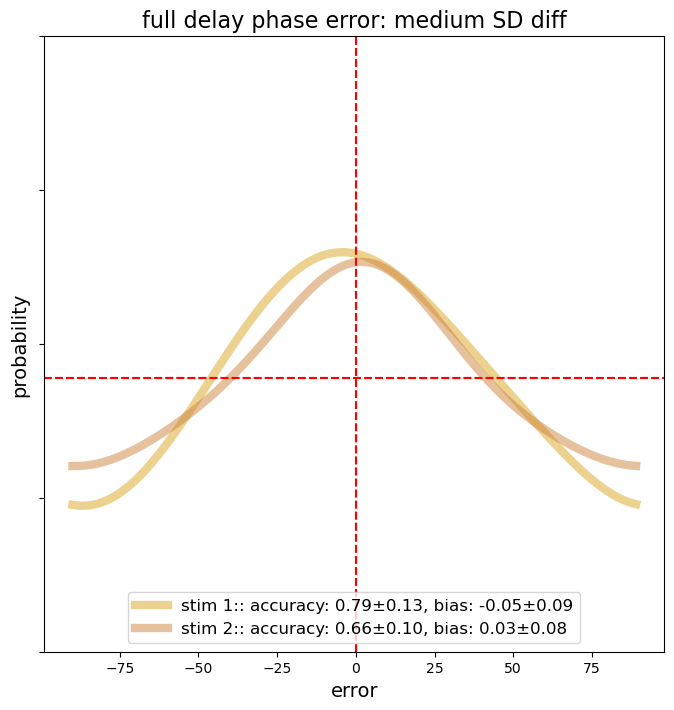 full delay phase error: medium SD diff
probability
stim 1:: accuracy: 0.79±0.13, bias: -0.05±0.09
stim 2:: accuracy: 0.66±0.10, bias: 0.03±0.08
−75 −50 −25 0 25 50 75
error